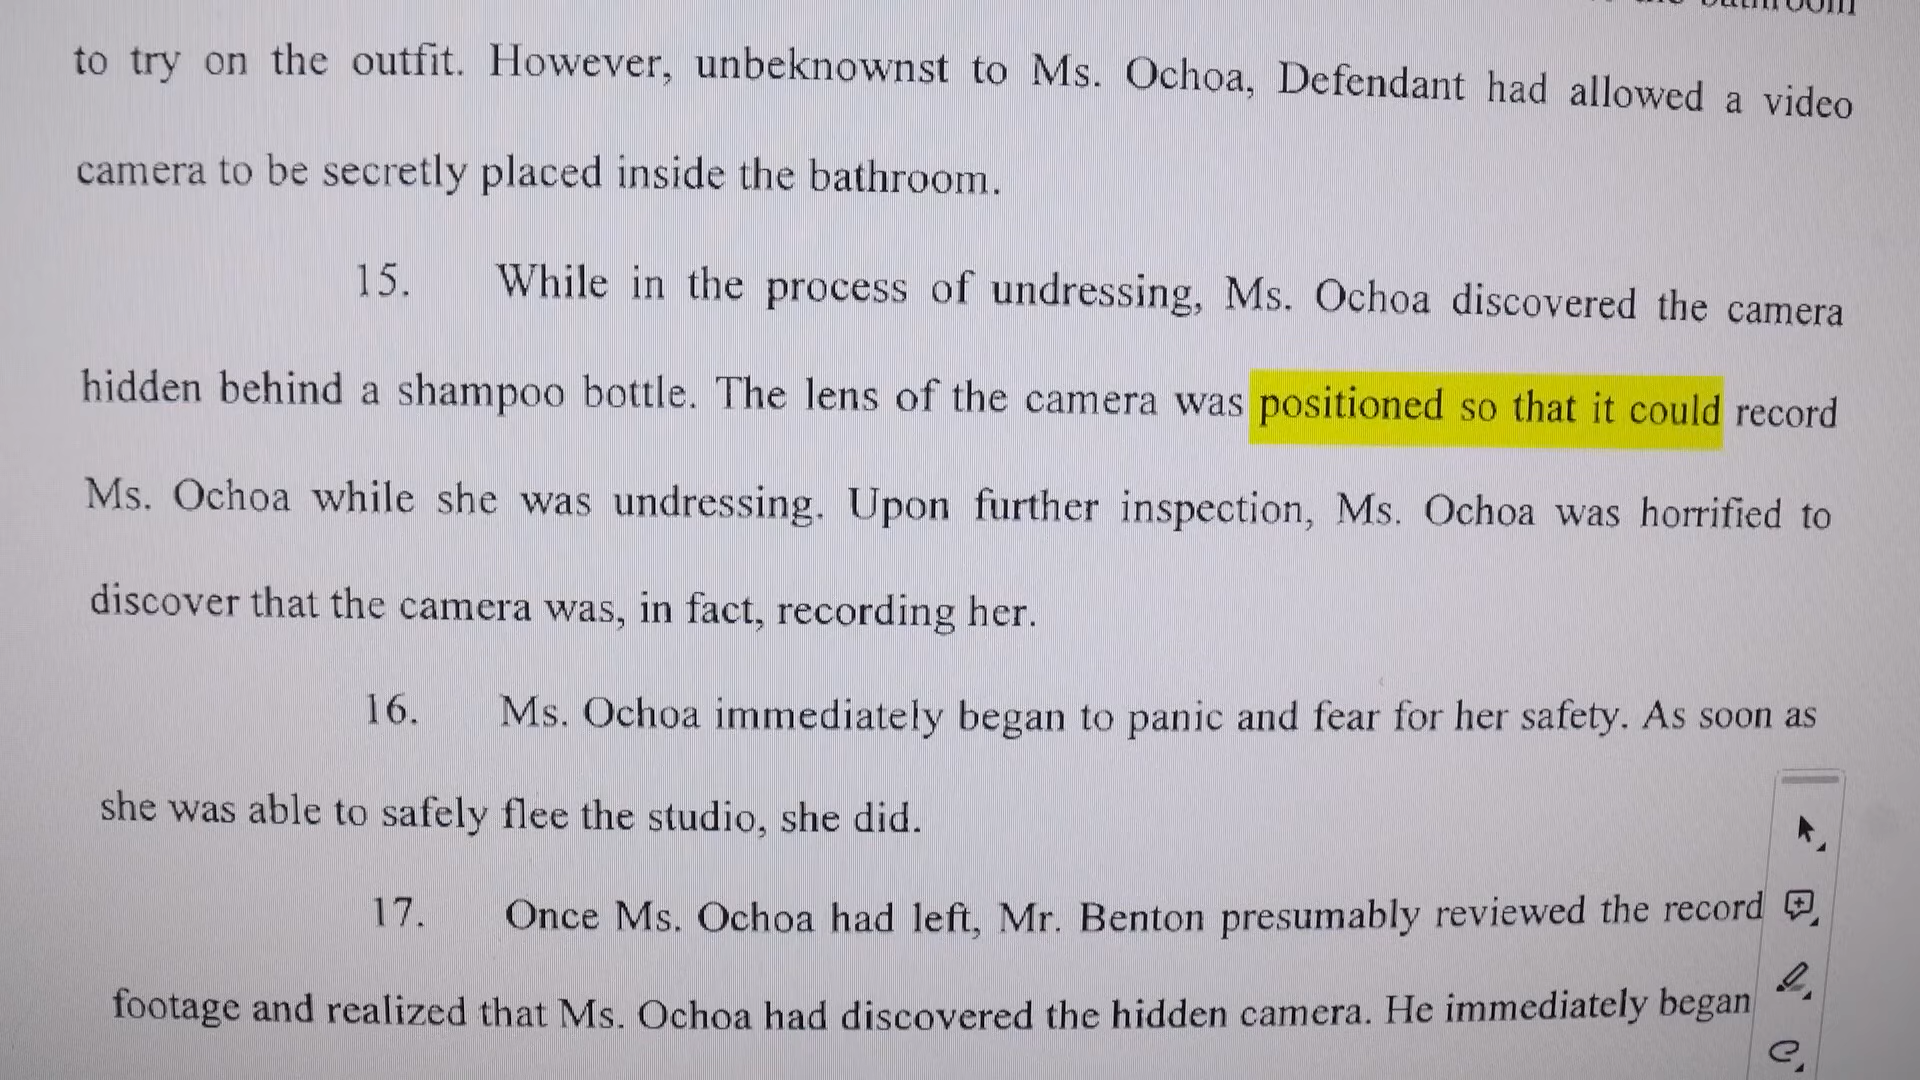 bathroom
to try on the outfit. However, unbeknownst to Ms. Ochoa, Defendant had allowed a video
camera to be secretly placed inside the bathroom.
15. While in the process of undressing, Ms. Ochoa discovered the camera
hidden behind a shampoo bottle. The lens of the camera was positioned so that it could record
Ms. Ochoa while she was undressing. Upon further inspection, Ms. Ochoa was horrified to
discover that the camera was, in fact, recording her.
16. Ms. Ochoa immediately began to panic and fear for her safety. As soon as
she was able to safely flee the studio, she did.
17. Once Ms. Ochoa had left, Mr. Benton presumably reviewed the record
footage and realized that Ms. Ochoa had discovered the hidden camera. He immediately began